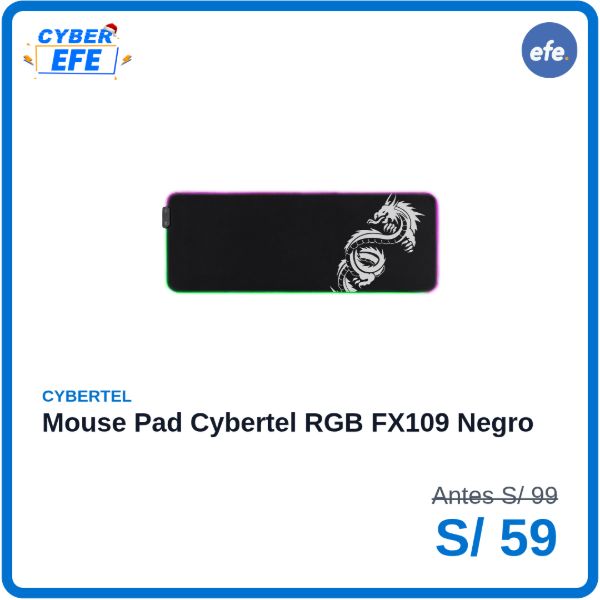 CYBER
EFE
efe.
CYBERTEL
Mouse Pad Cybertel RGB FX109 Negro
Antes S/ 99
S/ 59